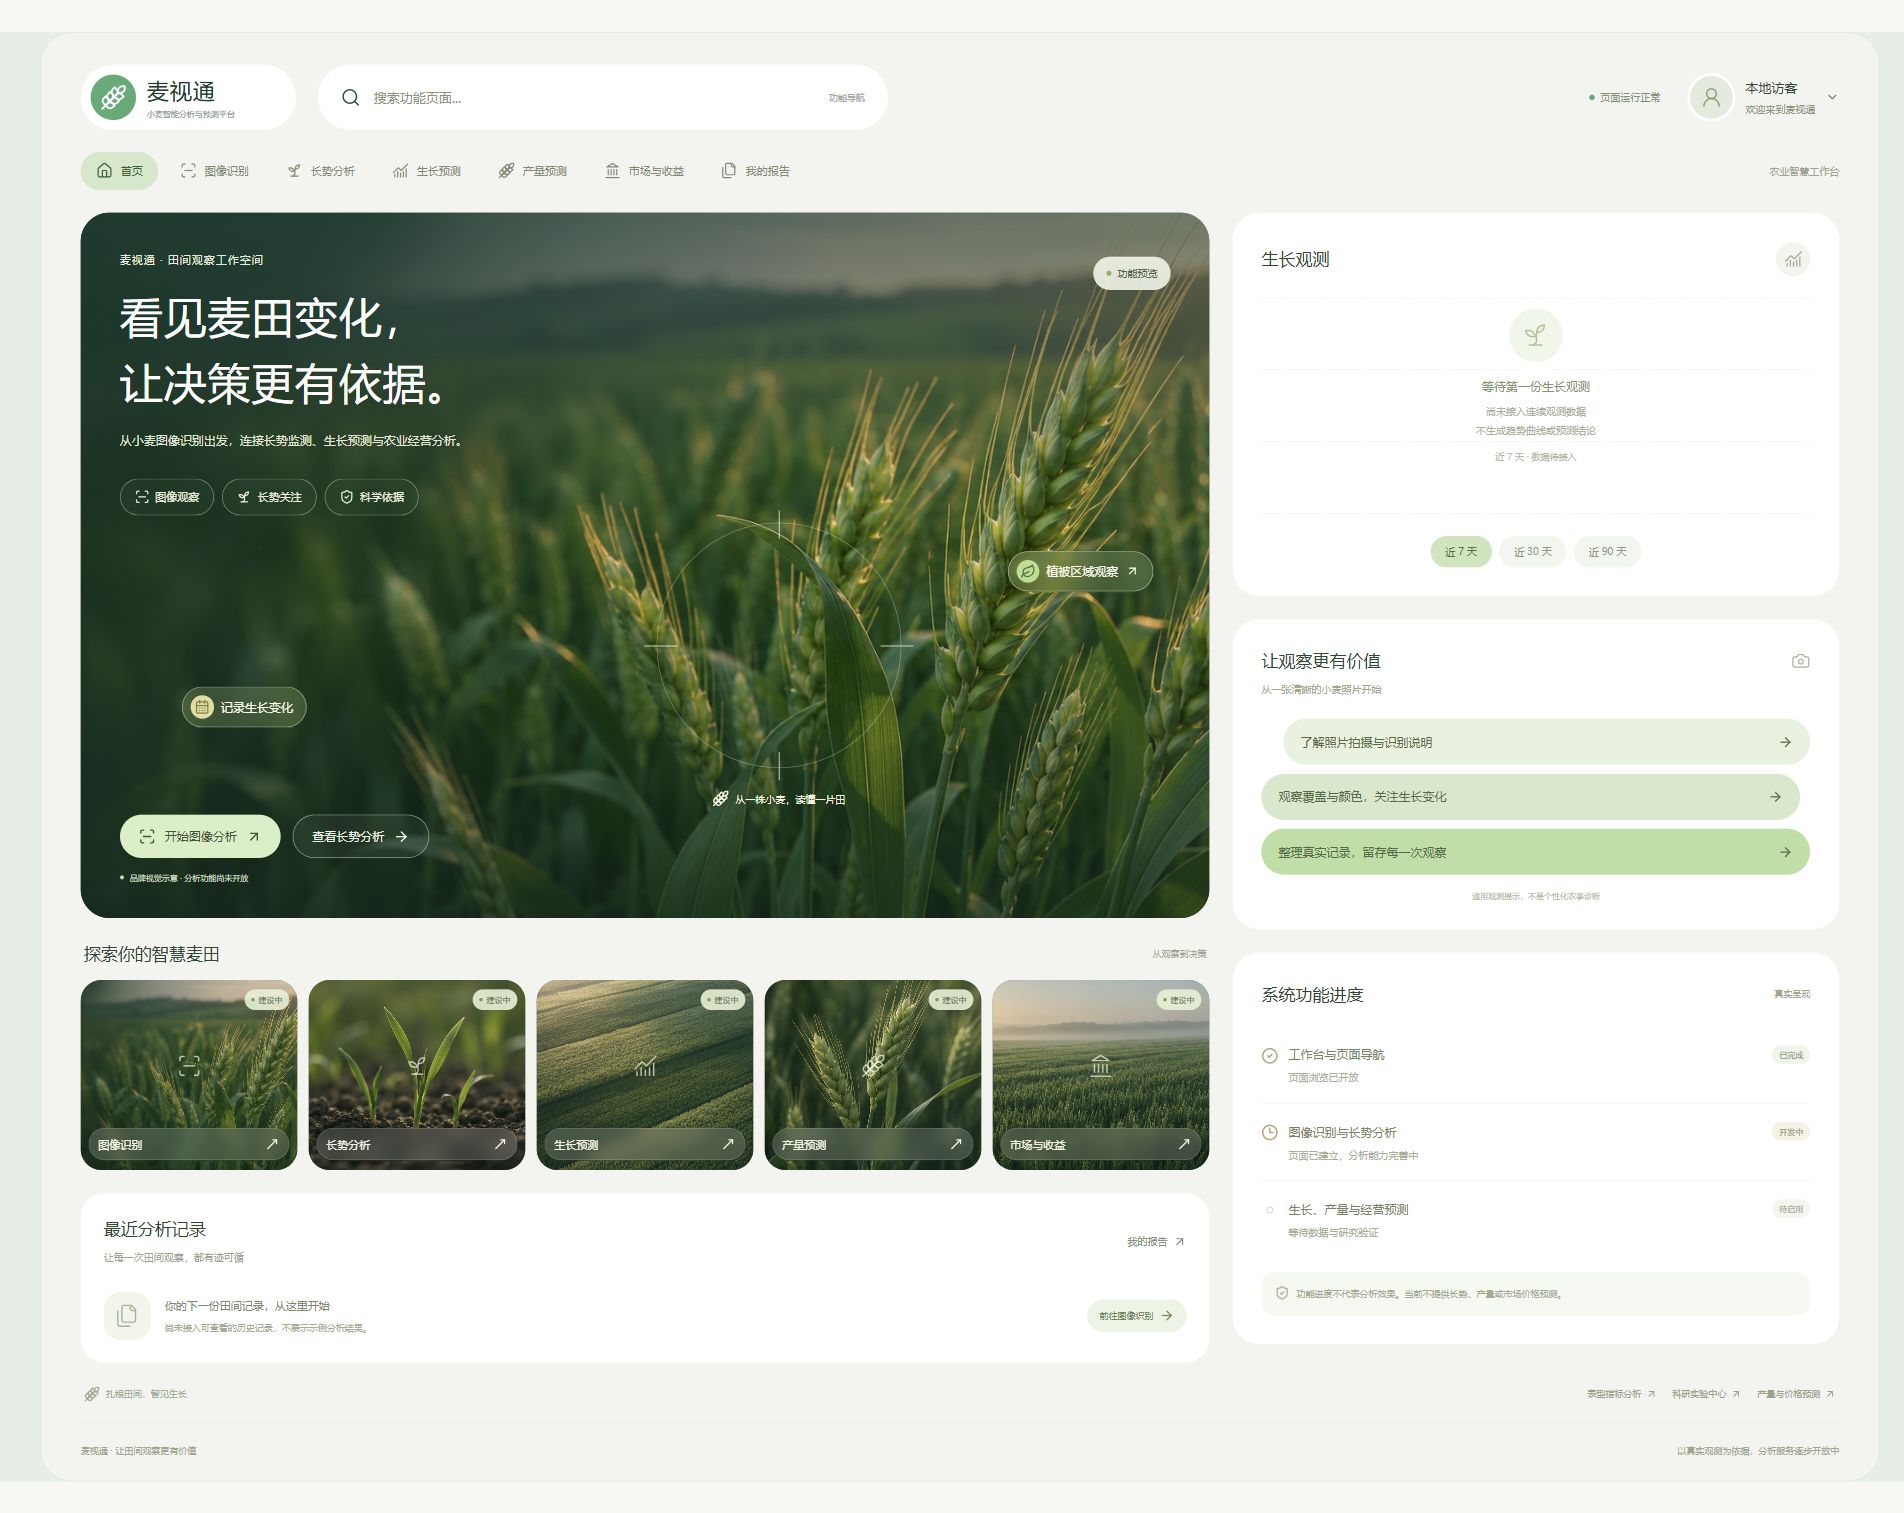 麦视通
小麦智能分析与预测平台
搜索功能页面...
功能导航
页面运行正常
本地访客
欢迎来到麦视通
首页
图像识别
长势分析
生长预测
产量预测
市场与收益
我的报告
农业智慧工作台
麦视通 · 田间观察工作空间
功能预览
看见麦田变化，
让决策更有依据。
从小麦图像识别出发，连接长势监测、生长预测与农业经营分析。
图像观察
长势关注
科学依据
植被区域观察
记录生长变化
从一株小麦，读懂一片田
开始图像分析
查看长势分析
品牌视觉示意 · 分析功能尚未开放
生长观测
等待第一份生长观测
尚未接入连续观测数据
不生成趋势曲线或预测结论
近 7 天 · 数据待接入
近 7 天
近 30 天
近 90 天
让观察更有价值
从一张清晰的小麦照片开始
了解照片拍摄与识别说明
观察覆盖与颜色，关注生长变化
整理真实记录，留存每一次观察
通用观测提示，不是个性化农事诊断
探索你的智慧麦田
从观察到决策
建设中
图像识别
建设中
长势分析
建设中
生长预测
建设中
产量预测
建设中
市场与收益
系统功能进度
真实呈现
工作台与页面导航
页面浏览已开放
已完成
图像识别与长势分析
页面已建立，分析能力完善中
开发中
生长、产量与经营预测
等待数据与研究验证
待启用
功能进度不代表分析效果。当前不提供长势、产量或市场价格预测。
最近分析记录
让每一次田间观察，都有迹可循
我的报告
你的下一份田间记录，从这里开始
尚未接入可查看的历史记录，不展示示例分析结果。
前往图像识别
扎根田间，智见生长
表型指标分析
科研实验中心
产量与价格预测
麦视通 · 让田间观察更有价值
以真实观测为依据，分析服务逐步开放中